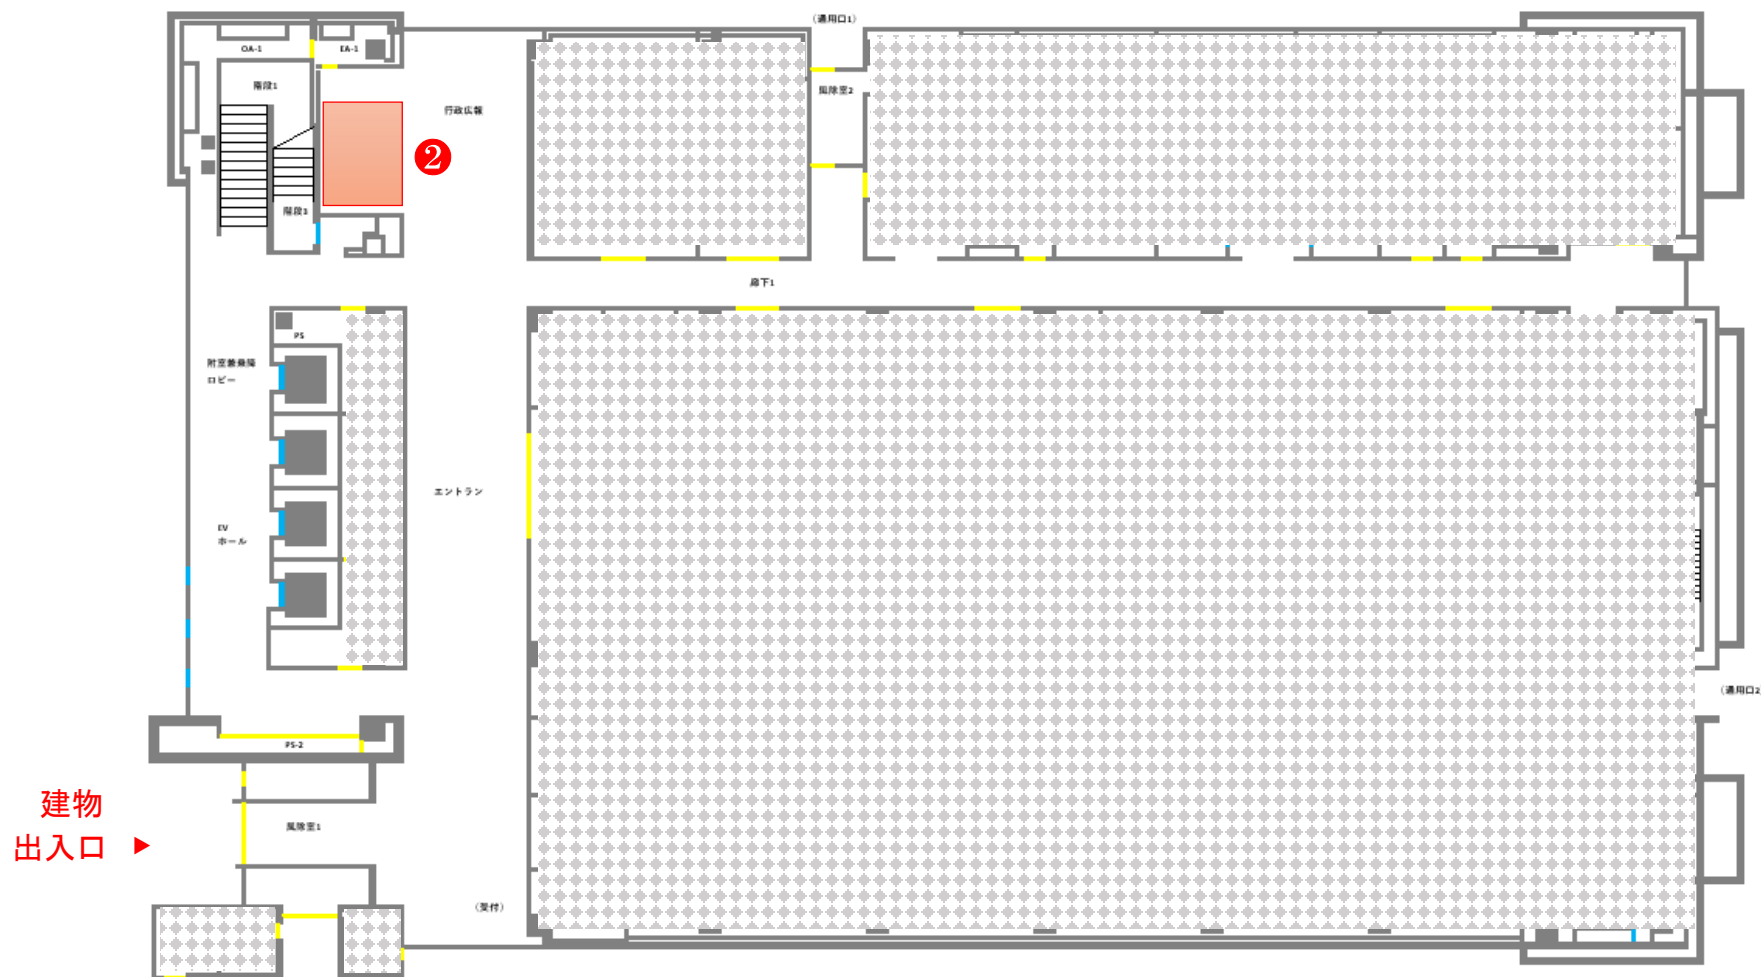 （通用口1）
OA-1
EA-1
階段1
風除室2
行政広報
❷
階段3
廊下1
PS
附室兼乗降
ロビー
エントラン
EV
ホール
（通用口2
PS-2
建物
出入口 ▶
風除室1
（受付）